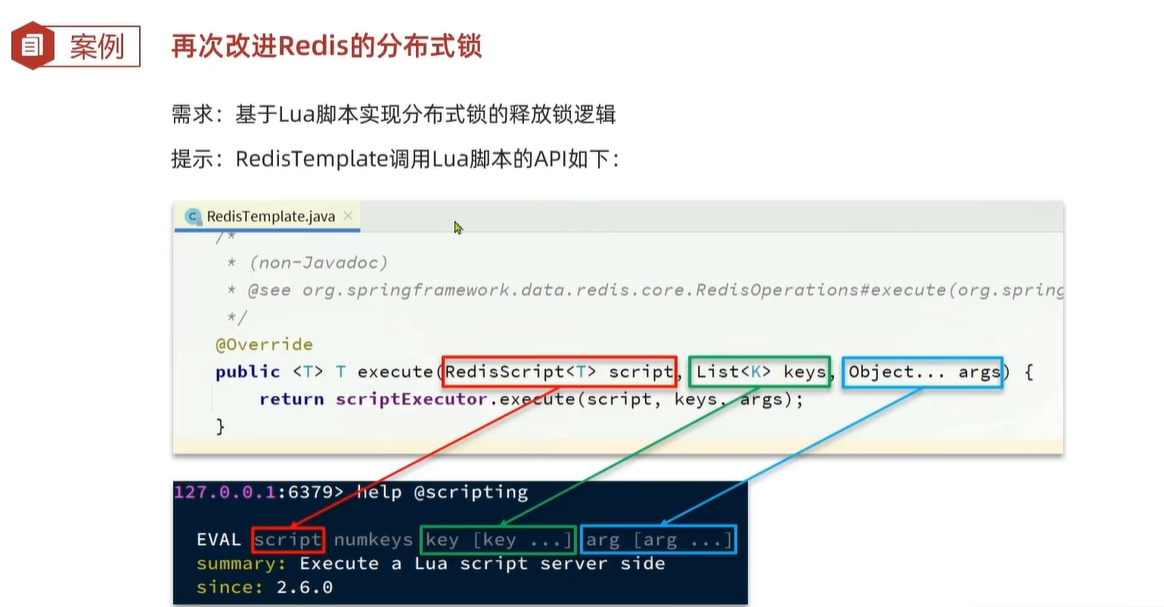 案例
再次改进Redis的分布式锁
需求：基于Lua脚本实现分布式锁的释放锁逻辑
提示：RedisTemplate调用Lua脚本的API如下：
RedisTemplate.java
/*
* (non-Javadoc)
* @see org.springframework.data.redis.core.RedisOperations#execute(org.spring
*/
@Override
public <T> T execute(RedisScript<T> script, List<K> keys, Object... args) {
return scriptExecutor.execute(script, keys, args);
}
127.0.0.1:6379> help @scripting
EVAL script numkeys key [key ...] arg [arg ...]
summary: Execute a Lua script server side
since: 2.6.0